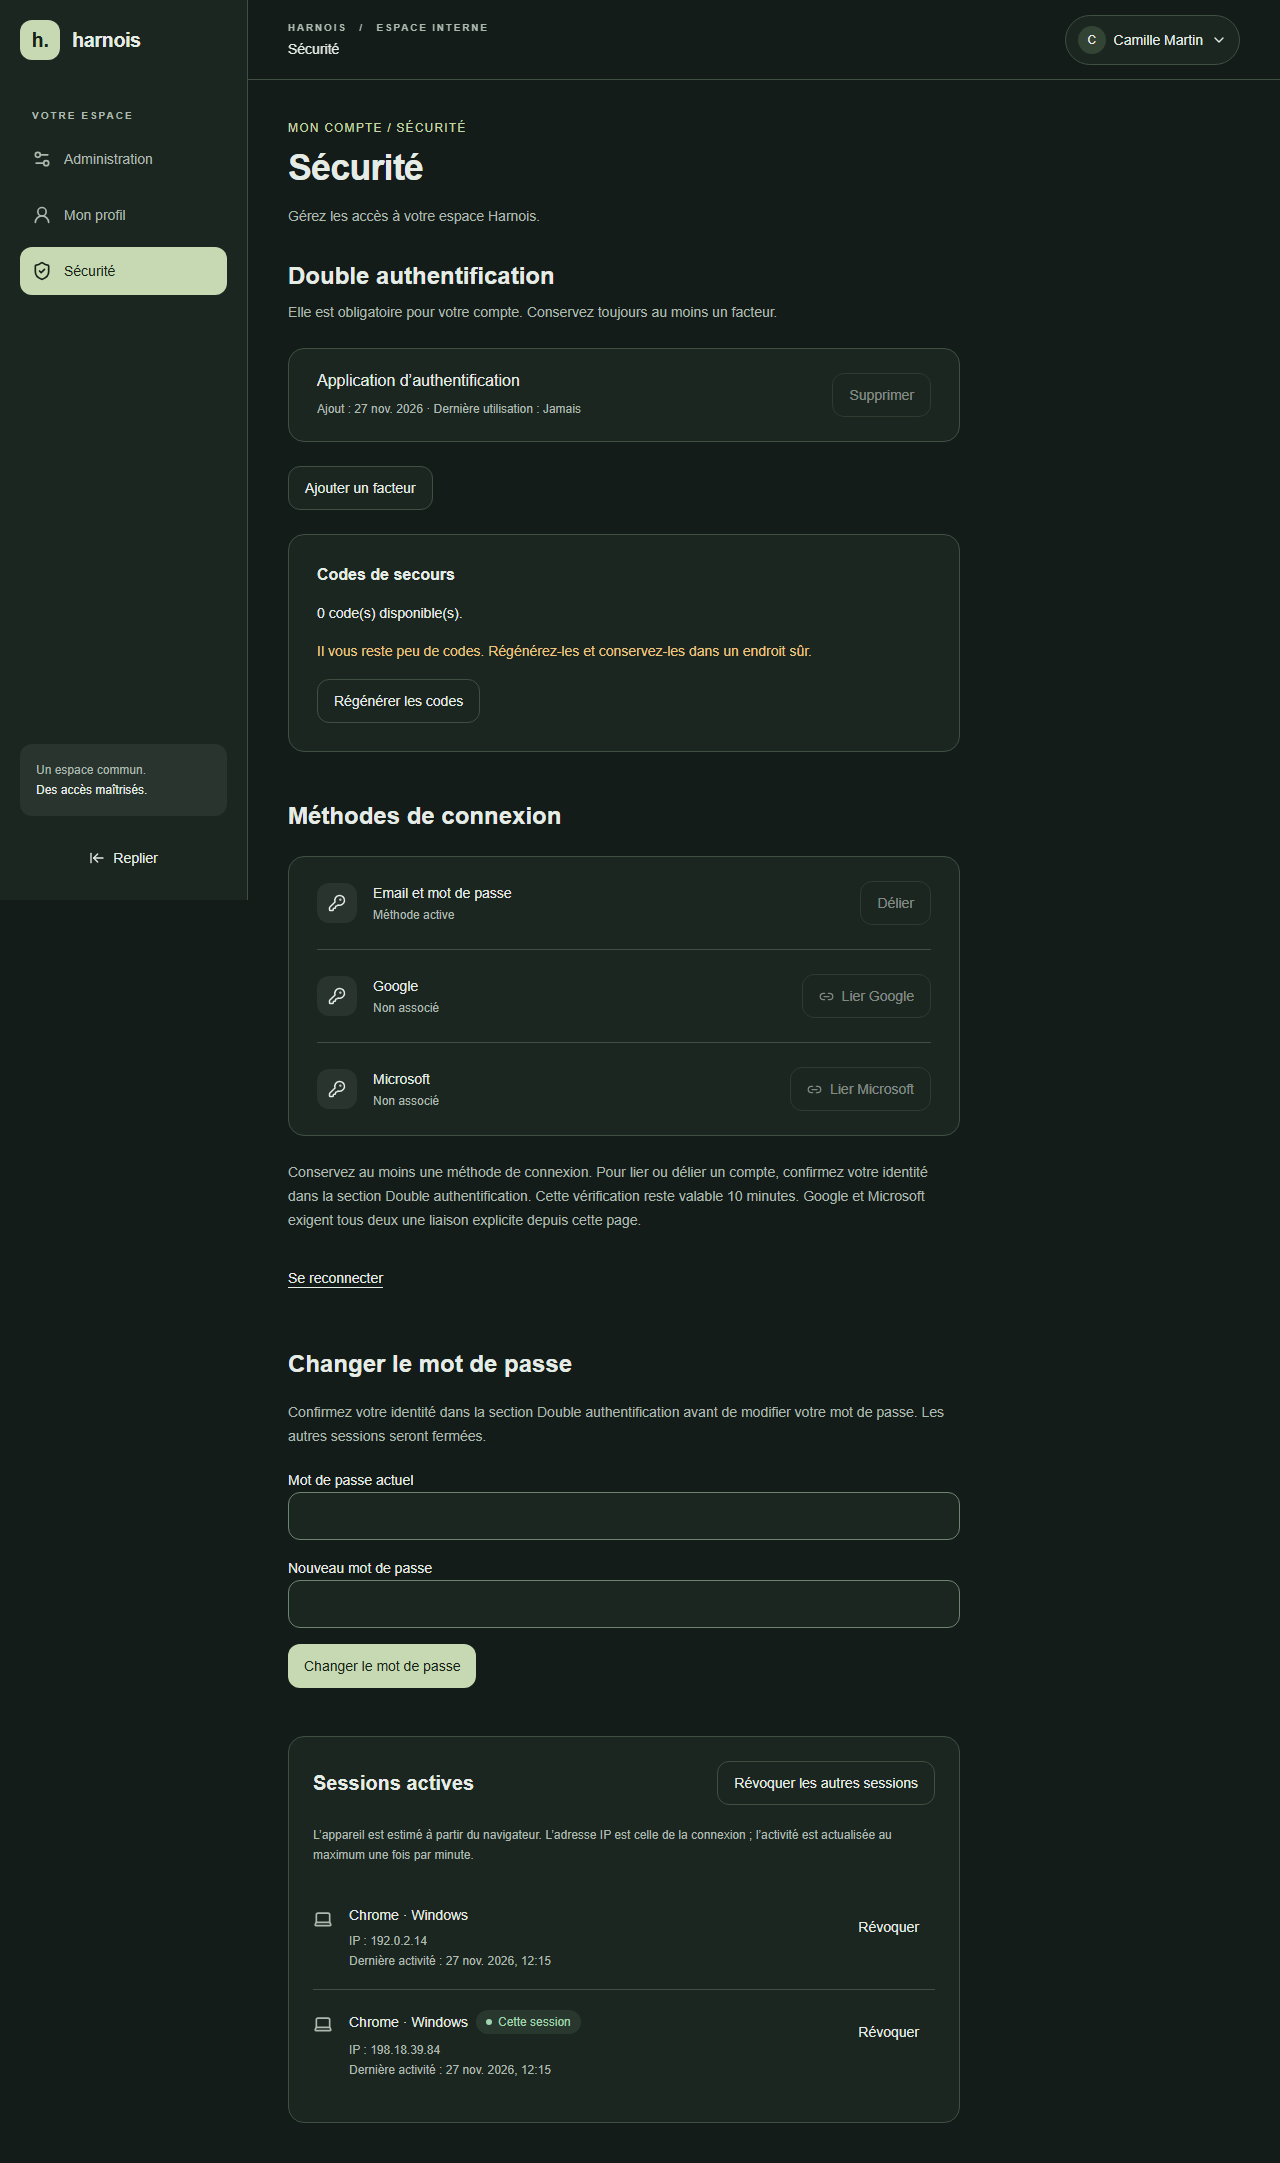 h. harnois
HARNOIS / ESPACE INTERNE
Sécurité
C Camille Martin
VOTRE ESPACE
Administration
Mon profil
Sécurité
Un espace commun.
Des accès maîtrisés.
Replier
MON COMPTE / SÉCURITÉ
Sécurité
Gérez les accès à votre espace Harnois.
Double authentification
Elle est obligatoire pour votre compte. Conservez toujours au moins un facteur.
Application d’authentification
Ajout : 27 nov. 2026 · Dernière utilisation : Jamais
Supprimer
Ajouter un facteur
Codes de secours
0 code(s) disponible(s).
Il vous reste peu de codes. Régénérez-les et conservez-les dans un endroit sûr.
Régénérer les codes
Méthodes de connexion
Email et mot de passe
Méthode active
Délier
Google
Non associé
Lier Google
Microsoft
Non associé
Lier Microsoft
Conservez au moins une méthode de connexion. Pour lier ou délier un compte, confirmez votre identité
dans la section Double authentification. Cette vérification reste valable 10 minutes. Google et Microsoft
exigent tous deux une liaison explicite depuis cette page.
Se reconnecter
Changer le mot de passe
Confirmez votre identité dans la section Double authentification avant de modifier votre mot de passe. Les
autres sessions seront fermées.
Mot de passe actuel
Nouveau mot de passe
Changer le mot de passe
Sessions actives
Révoquer les autres sessions
L’appareil est estimé à partir du navigateur. L’adresse IP est celle de la connexion ; l’activité est actualisée au
maximum une fois par minute.
Chrome · Windows
IP : 192.0.2.14
Dernière activité : 27 nov. 2026, 12:15
Révoquer
Chrome · Windows Cette session
IP : 198.18.39.84
Dernière activité : 27 nov. 2026, 12:15
Révoquer